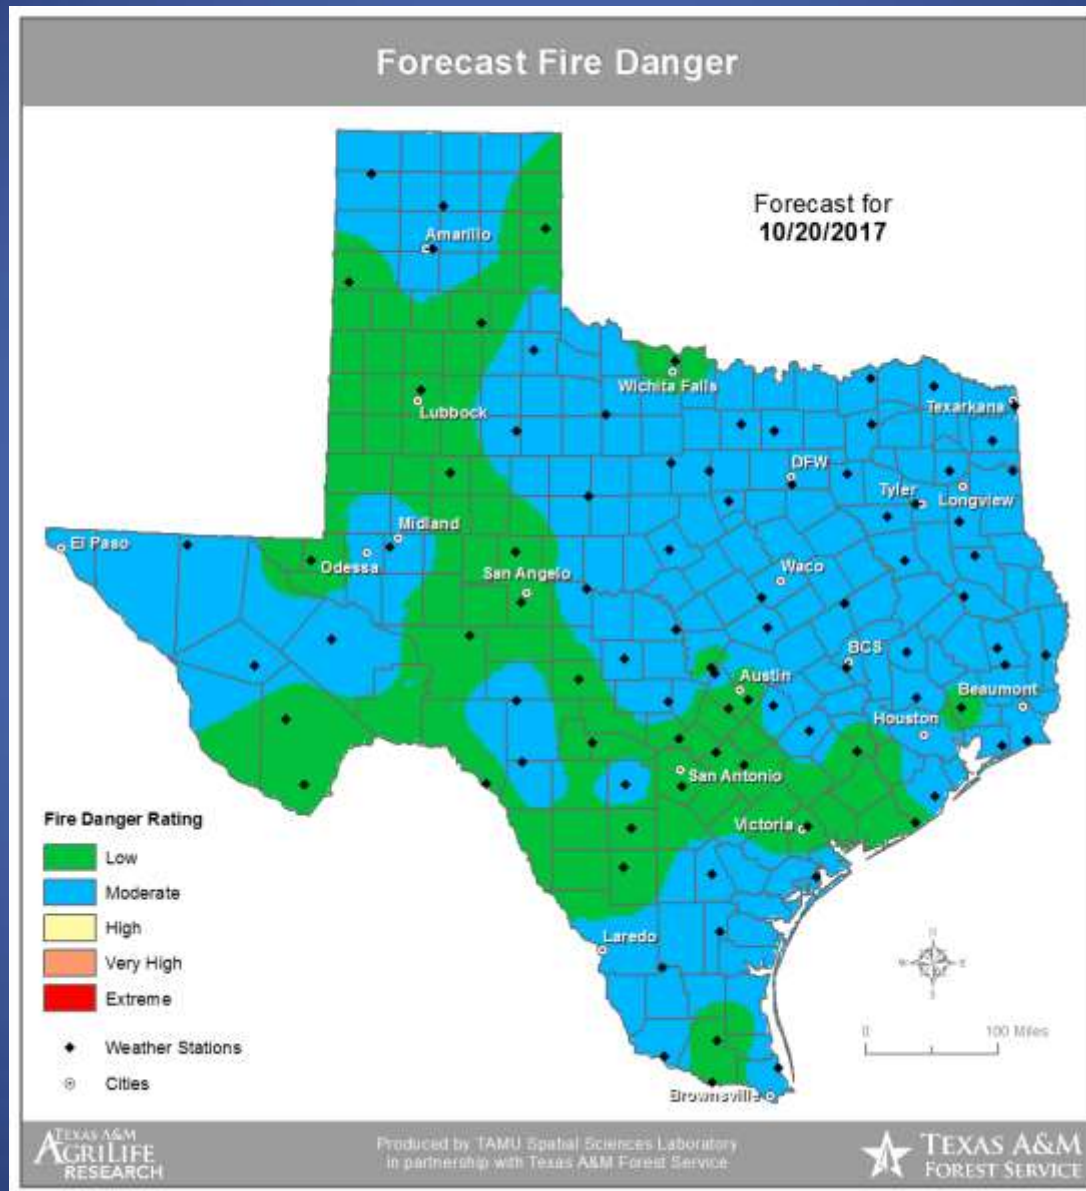 Forecast Fire Danger
Forecast for
10/20/2017
Amarillo
Wichita Falls
Lubbock
Texarkana
DFW
Tyler
Longview
Midland
El Paso
Odessa
San Angelo
Waco
BCS
Austin
Beaumont
Houston
San Antonio
Victoria
Fire Danger Rating
Low
Moderate
High
Very High
Extreme
Laredo
N
W
E
S
0
100 Miles
Weather Stations
Cities
Brownsville
TEXAS A&M
AGRILIFE
RESEARCH
Produced by TAMU Spatial Sciences Laboratory
in partnership with Texas A&M Forest Service
TEXAS A&M
FOREST SERVICE